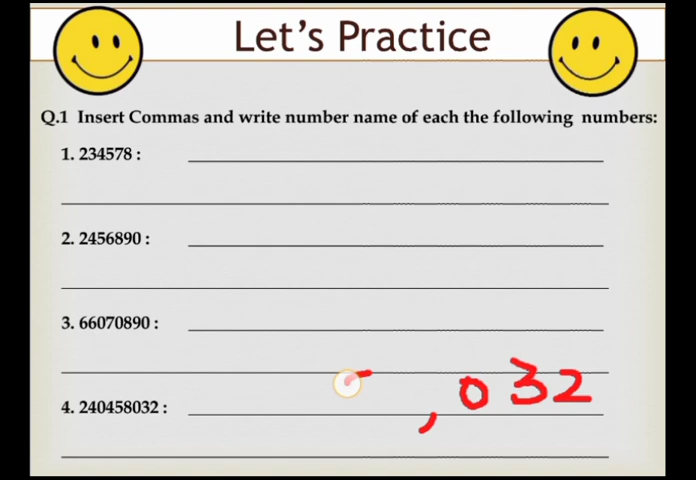 Let's Practice
Q.1 Insert Commas and write number name of each the following numbers:
1. 234578 :
2. 2456890 :
3. 66070890 :
,032
4. 240458032 :